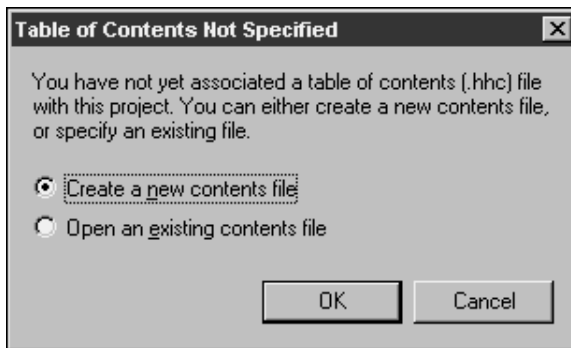 Table of Contents Not Specified
You have not yet associated a table of contents (.hhc) file
with this project. You can either create a new contents file,
or specify an existing file.
Create a new contents file
Open an existing contents file
OK Cancel